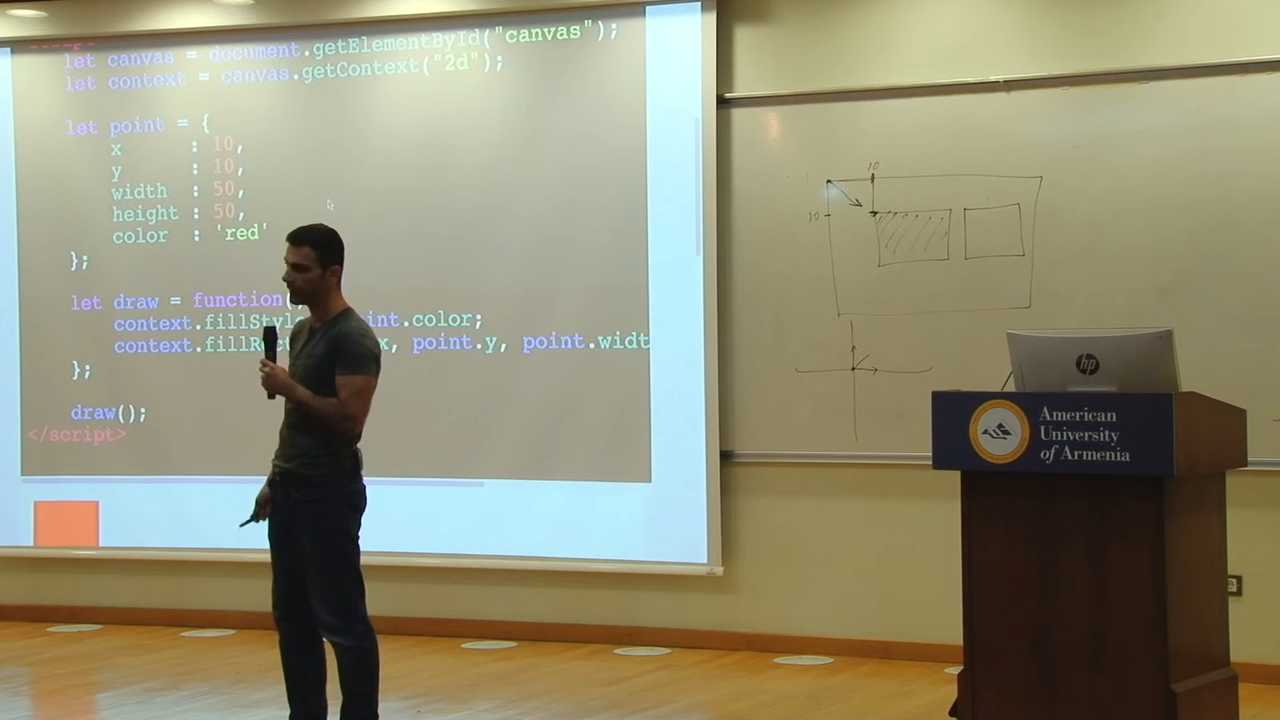 let canvas = document.getElementById("canvas");
let context = canvas.getContext("2d");
let point = {
x : 10,
y : 10,
width : 50,
height : 50,
color : 'red'
};
let draw = function(
context.fillStyl int.color;
context.fillRect x, point.y, point.widt
};
draw();
</script>
10
10
hp
American
University
of Armenia